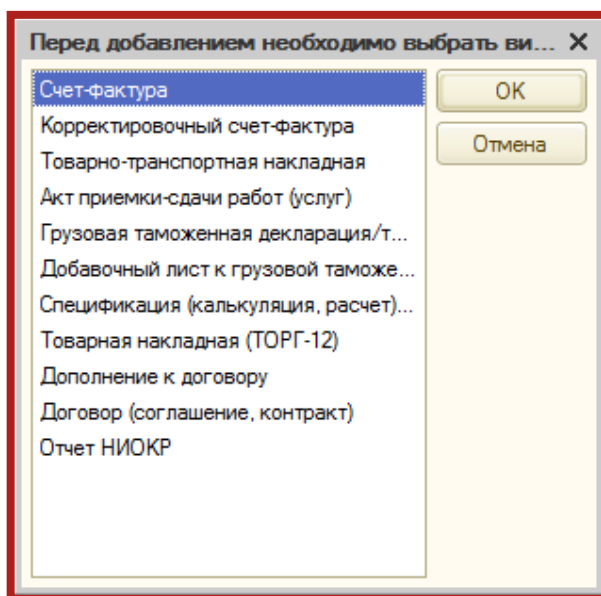 Перед добавлением необходимо выбрать ви...
Счет-фактура
OK
Корректировочный счет-фактура
Отмена
Товарно-транспортная накладная
Акт приемки-сдачи работ (услуг)
Грузовая таможенная декларация/т...
Добавочный лист к грузовой таможе...
Спецификация (калькуляция, расчет)...
Товарная накладная (ТОРГ-12)
Дополнение к договору
Договор (соглашение, контракт)
Отчет НИОКР